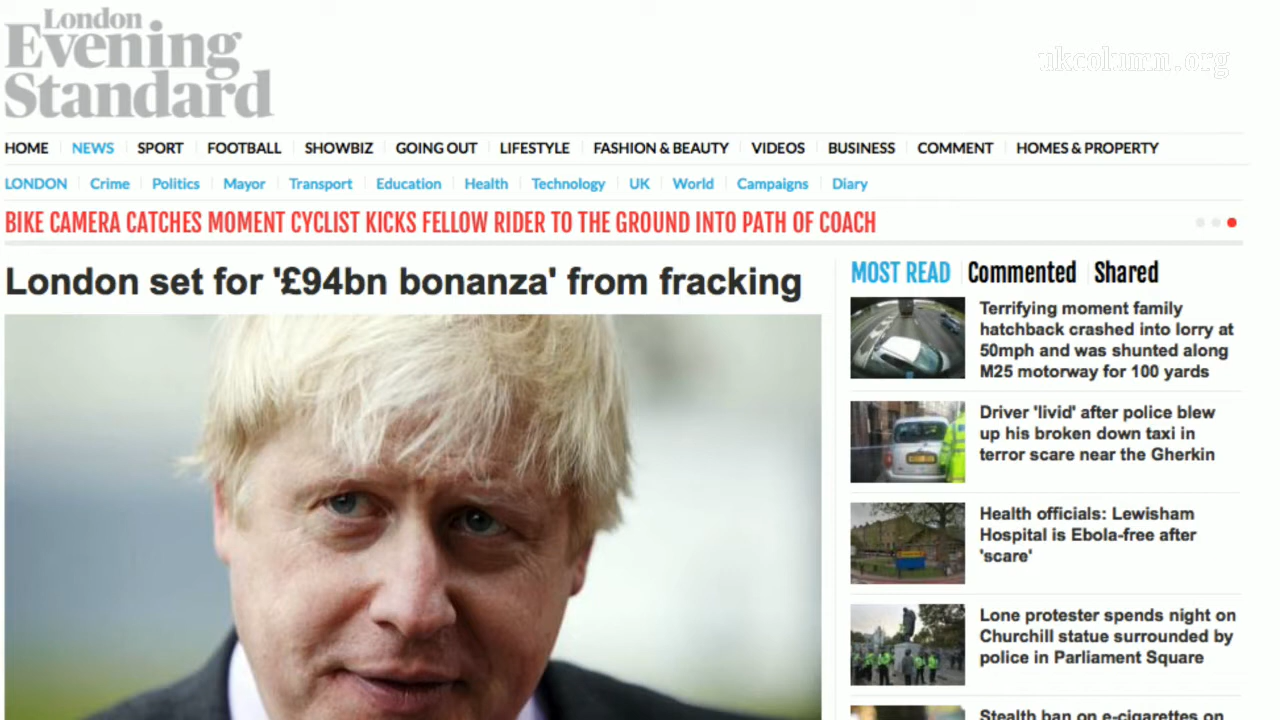 London
Evening
Standard
ukcolumn.org
HOME NEWS SPORT FOOTBALL SHOWBIZ GOING OUT LIFESTYLE FASHION & BEAUTY VIDEOS BUSINESS COMMENT HOMES & PROPERTY
LONDON Crime Politics Mayor Transport Education Health Technology UK World Campaigns Diary
BIKE CAMERA CATCHES MOMENT CYCLIST KICKS FELLOW RIDER TO THE GROUND INTO PATH OF COACH
London set for '£94bn bonanza' from fracking
MOST READ Commented Shared
Terrifying moment family
hatchback crashed into lorry at
50mph and was shunted along
M25 motorway for 100 yards
Driver 'livid' after police blew
up his broken down taxi in
terror scare near the Gherkin
Health officials: Lewisham
Hospital is Ebola-free after
'scare'
Lone protester spends night on
Churchill statue surrounded by
police in Parliament Square
Stealth ban on e-cigarettes on